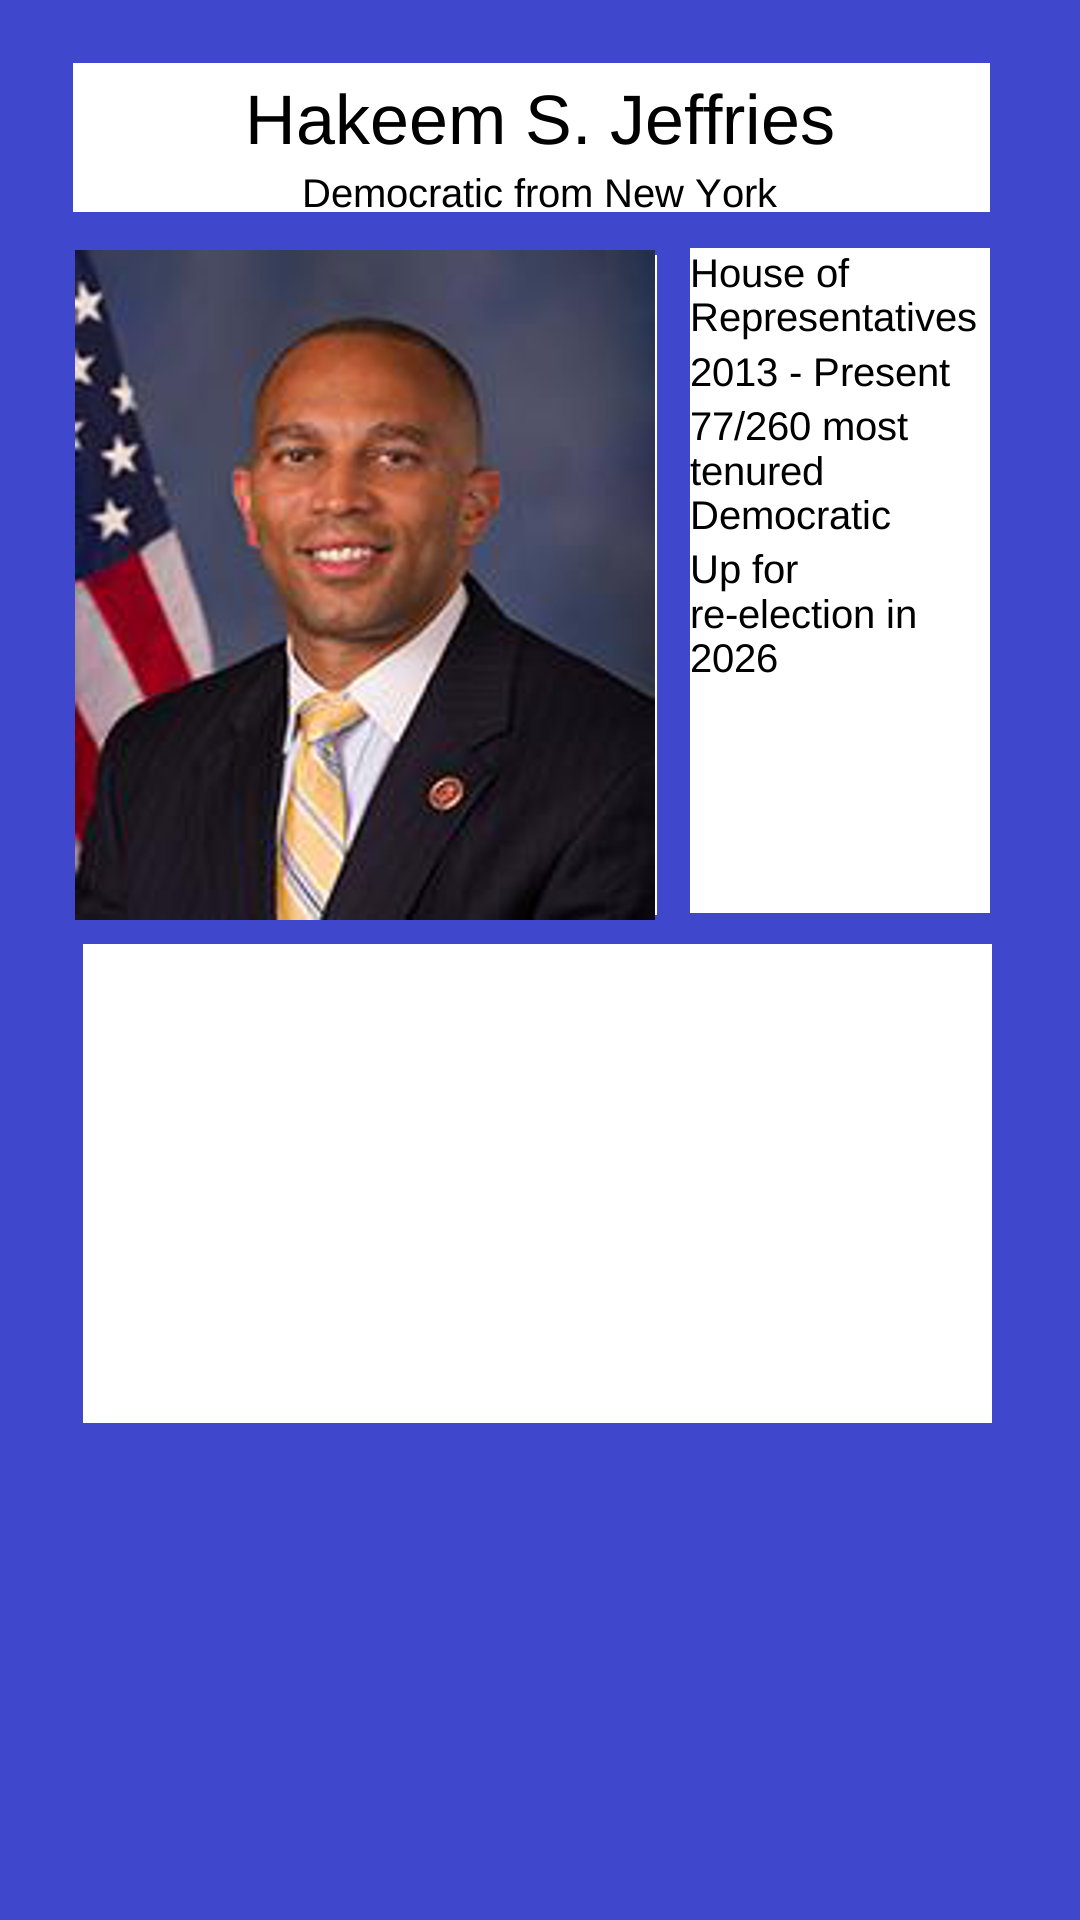 Hakeem S. Jeffries
Democratic from New York
House of
Representatives
2013 - Present
77/260 most
tenured
Democratic
Up for
re-election in
2026